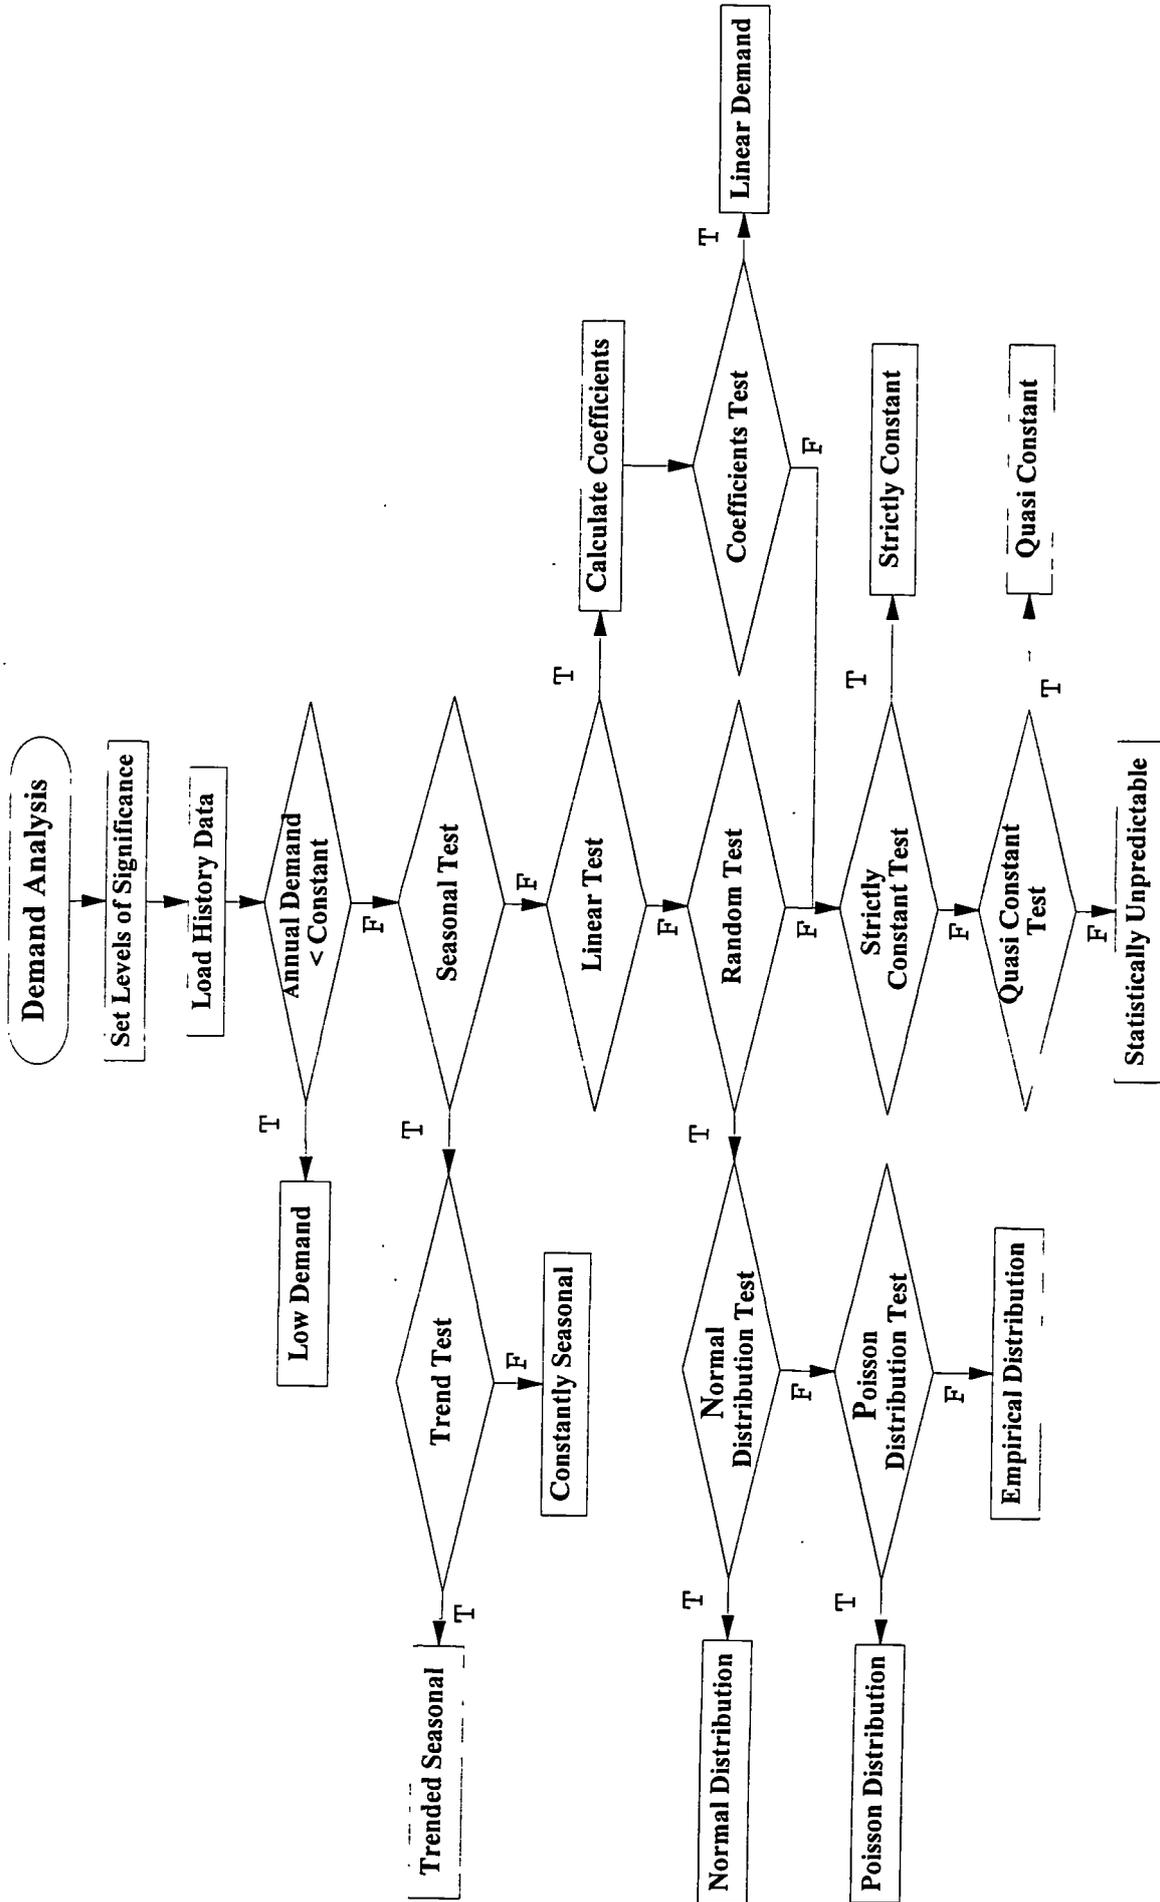 Demand Analysis
Set Levels of Significance
Load History Data
Annual Demand
< Constant
T
F
Low Demand
Seasonal Test
T
F
Trend Test
T
F
Trended Seasonal
Constantly Seasonal
Linear Test
T
F
Calculate Coefficients
Coefficients Test
T
F
Linear Demand
Random Test
T
F
Normal
Distribution Test
T
F
Normal Distribution
Poisson
Distribution Test
T
F
Poisson Distribution
Empirical Distribution
Strictly
Constant Test
T
F
Strictly Constant
Quasi Constant
Test
T
F
Quasi Constant
Statistically Unpredictable